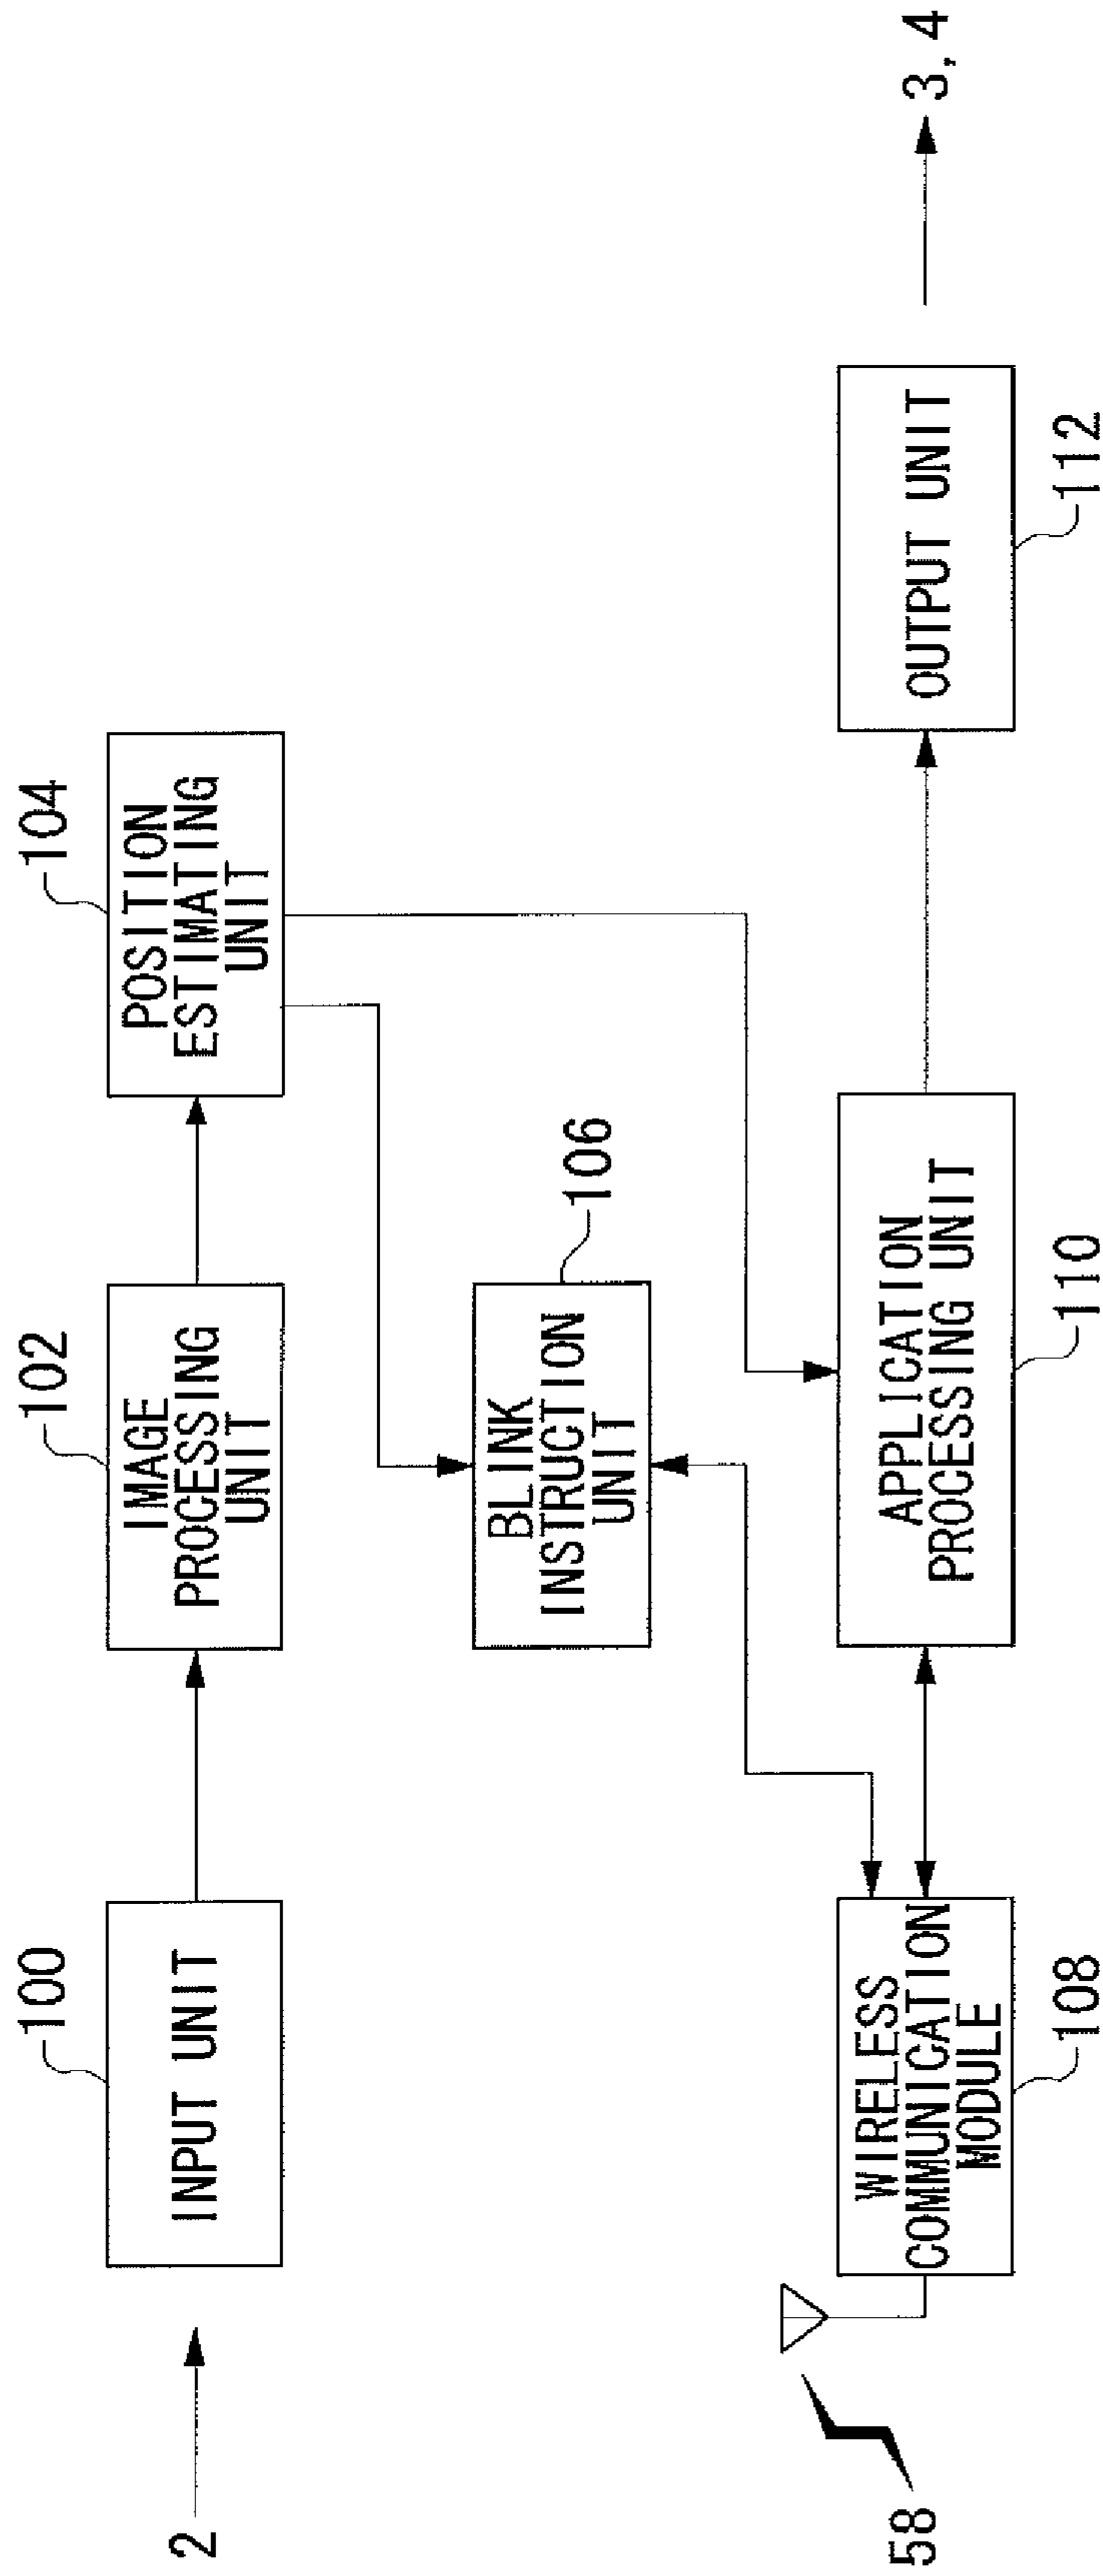 100
102
104
2
INPUT UNIT
IMAGE
PROCESSING
UNIT
POSITION
ESTIMATING
UNIT
106
BLINK
INSTRUCTION
UNIT
58
WIRELESS
COMMUNICATION
MODULE
108
APPLICATION
PROCESSING UNIT
110
OUTPUT UNIT
112
3, 4